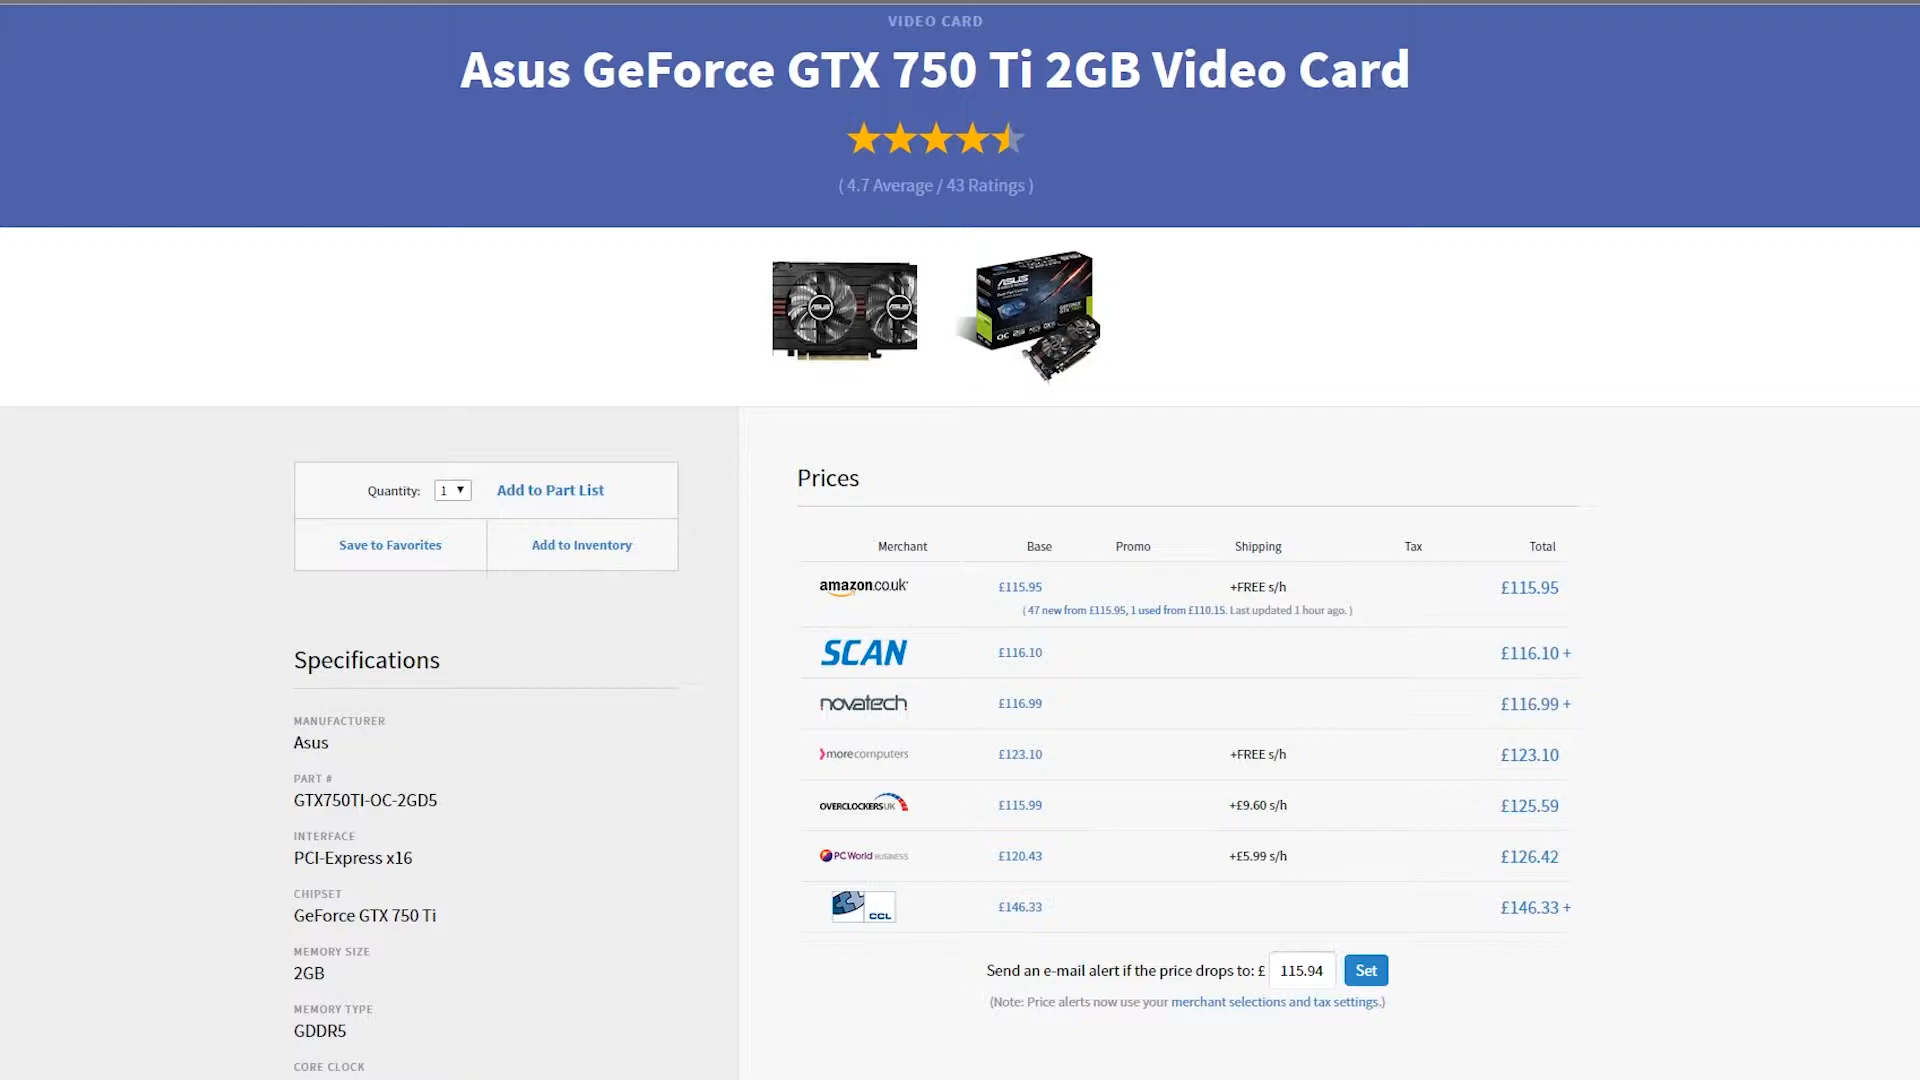 VIDEO CARD
Asus GeForce GTX 750 Ti 2GB Video Card
( 4.7 Average / 43 Ratings )
ASUS
ASUS
ASUS
Quantity: 1 Add to Part List
Save to Favorites Add to Inventory
Specifications
MANUFACTURER
Asus
PART #
GTX750TI-OC-2GD5
INTERFACE
PCI-Express x16
CHIPSET
GeForce GTX 750 Ti
MEMORY SIZE
2GB
MEMORY TYPE
GDDR5
CORE CLOCK
Prices
Merchant Base Promo Shipping Tax Total
amazon.co.uk £115.95 +FREE s/h £115.95
( 47 new from £115.95, 1 used from £110.15. Last updated 1 hour ago. )
SCAN £116.10 £116.10 +
novatech £116.99 £116.99 +
morecomputers £123.10 +FREE s/h £123.10
OVERCLOCKERS UK £115.99 +£9.60 s/h £125.59
PC World BUSINESS £120.43 +£5.99 s/h £126.42
CCL £146.33 £146.33 +
Send an e-mail alert if the price drops to: £ 115.94 Set
(Note: Price alerts now use your merchant selections and tax settings.)